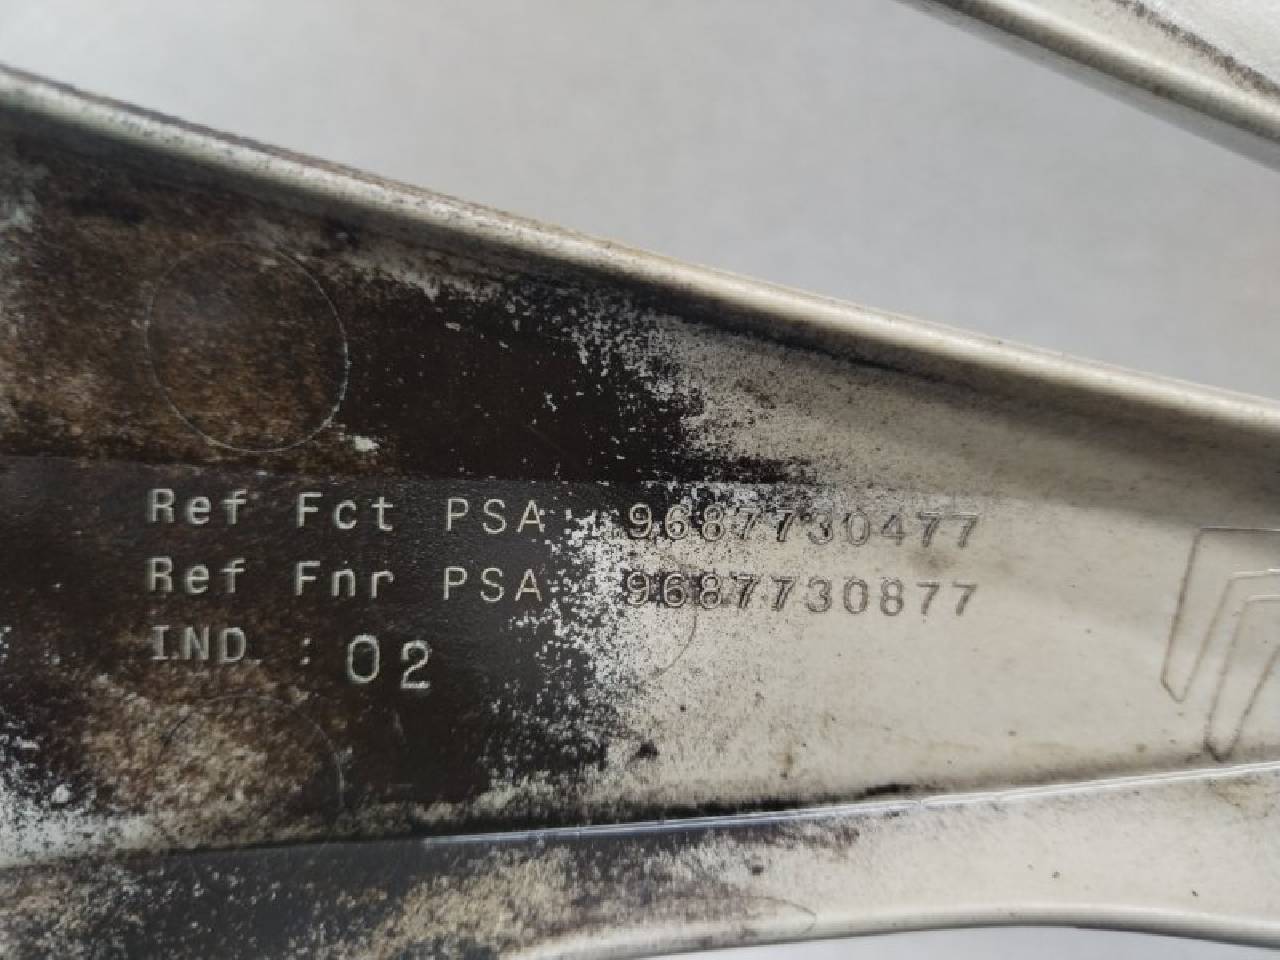 Ref Fct PSA : 9687730477
Ref Fnr PSA : 9687730877
IND : 02